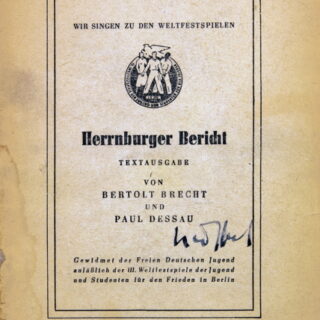 WIR SINGEN ZU DEN WELTFESTSPIELEN
BERLIN
Herrnburger Bericht
TEXTAUSGABE
VON
BERTOLT BRECHT
UND
PAUL DESSAU
Gewidmet der Freien Deutschen Jugend
anläßlich der III. Weltfestspiele der Jugend
und Studenten für den Frieden in Berlin